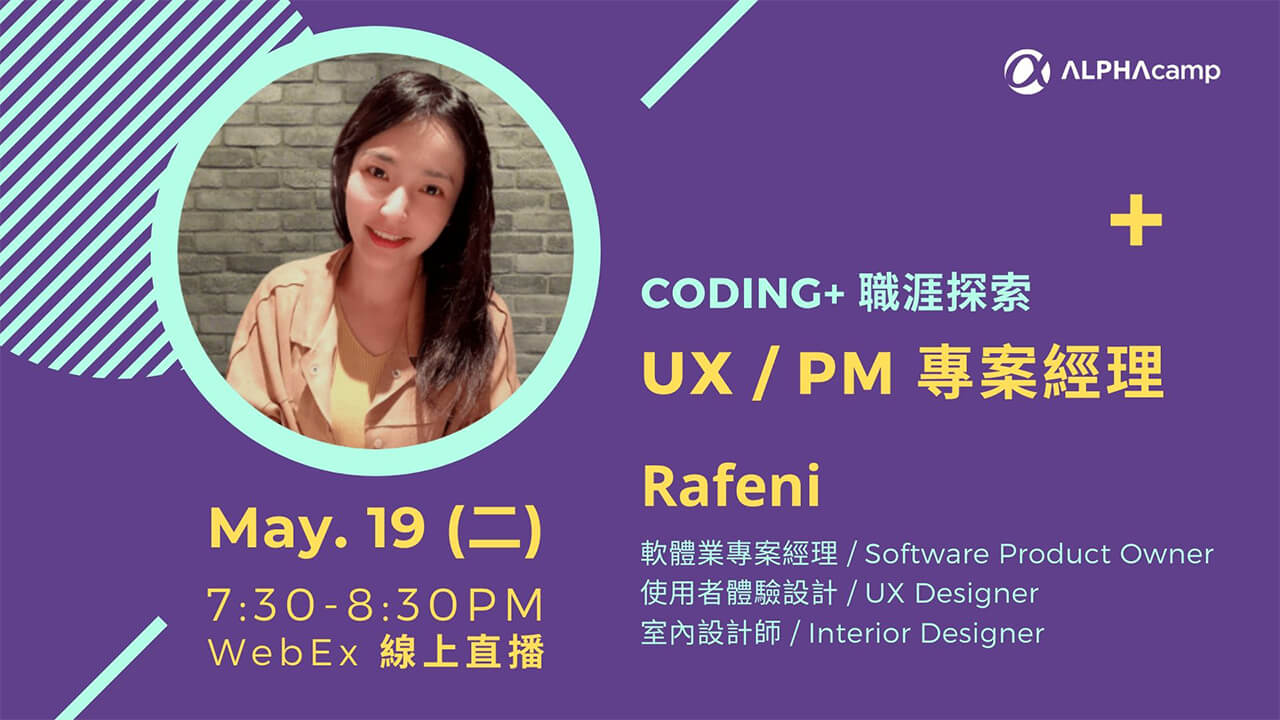 ALPHAcamp
CODING+ 職涯探索
UX / PM 專案經理
Rafeni
軟體業專案經理 / Software Product Owner
使用者體驗設計 / UX Designer
室內設計師 / Interior Designer
May. 19 (二)
7:30-8:30PM
WebEx 線上直播